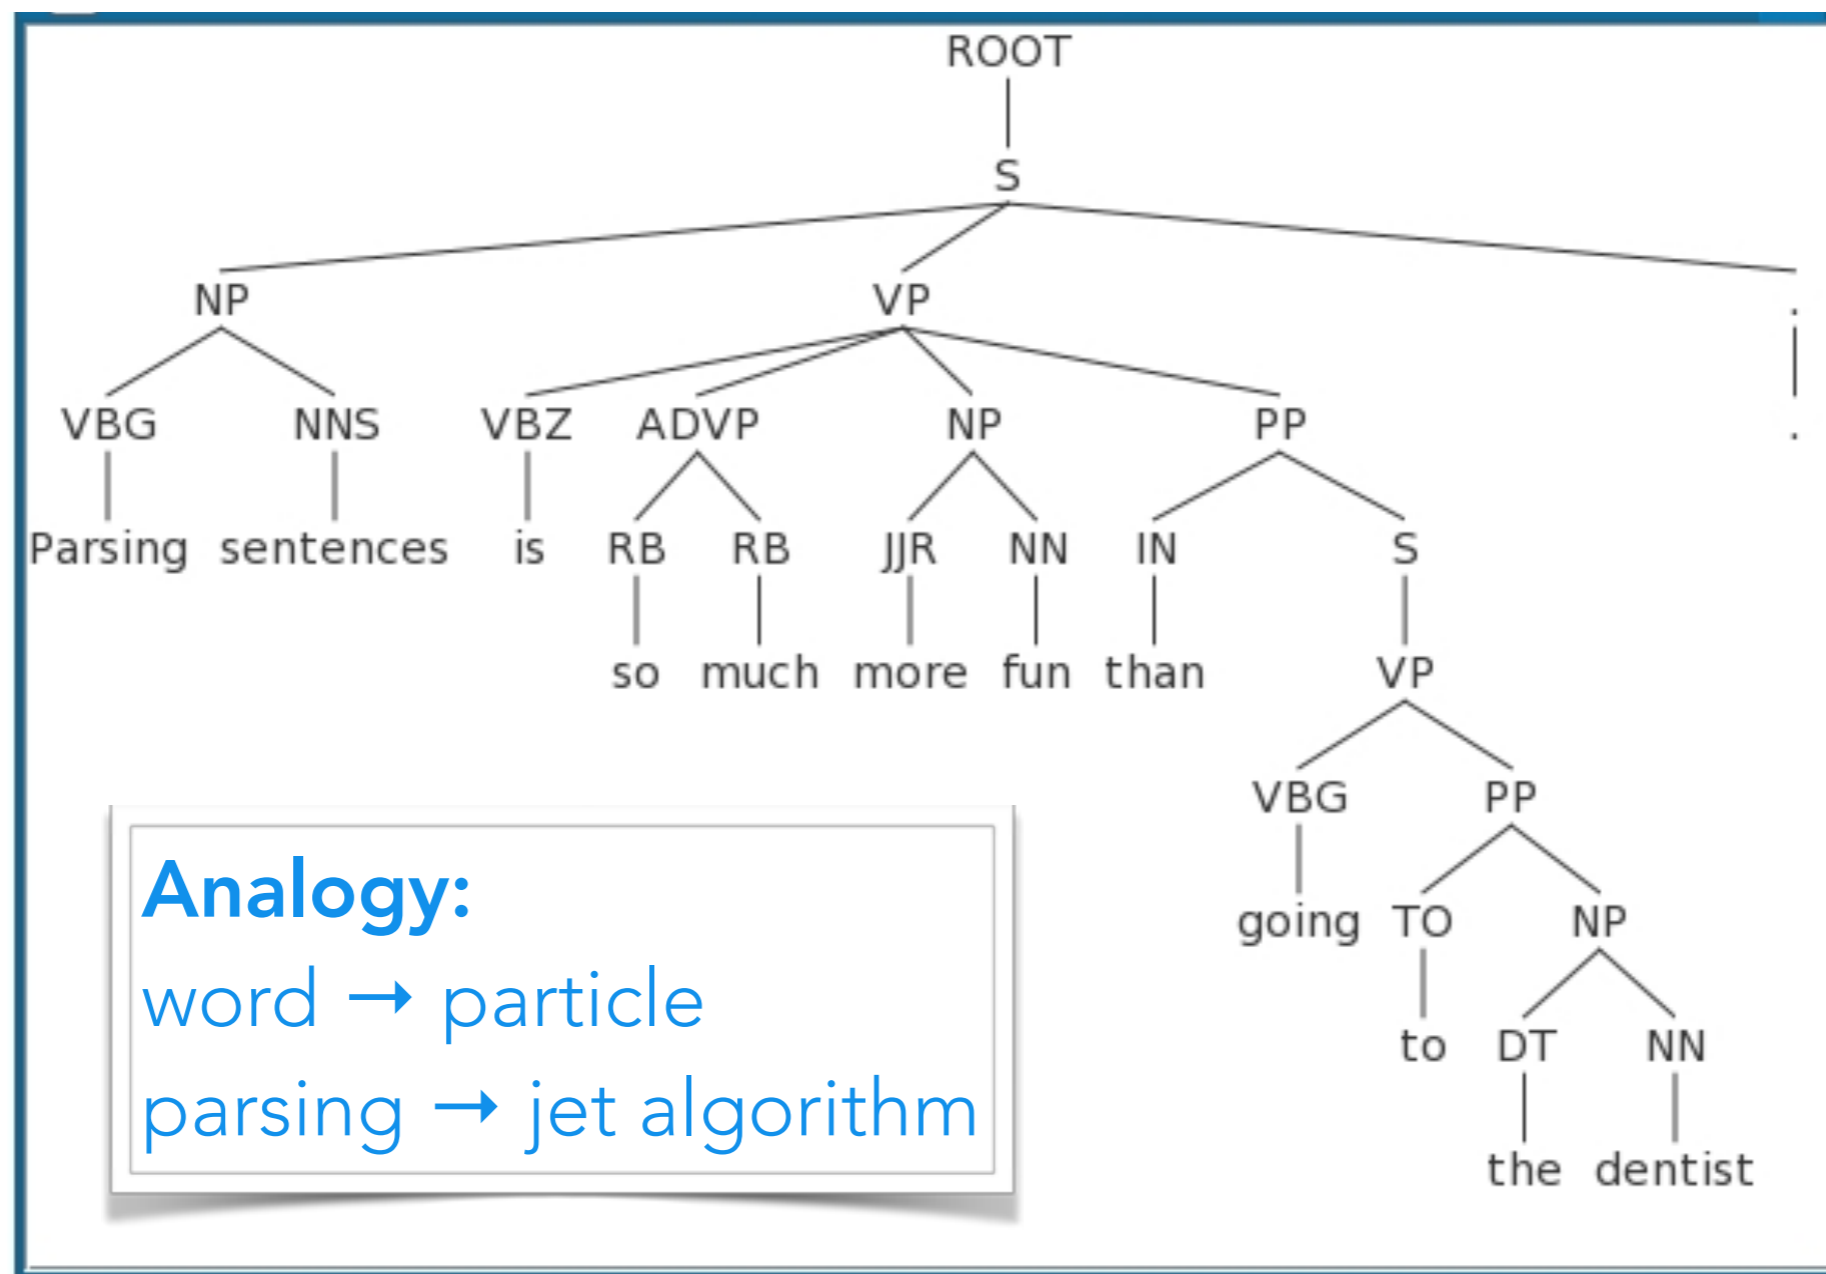 ROOT
S
NP VP .
VBG NNS VBZ ADVP NP PP .
Parsing sentences is RB RB JJR NN IN S
so much more fun than VP
VBG PP
going TO NP
to DT NN
the dentist
Analogy:
word → particle
parsing → jet algorithm